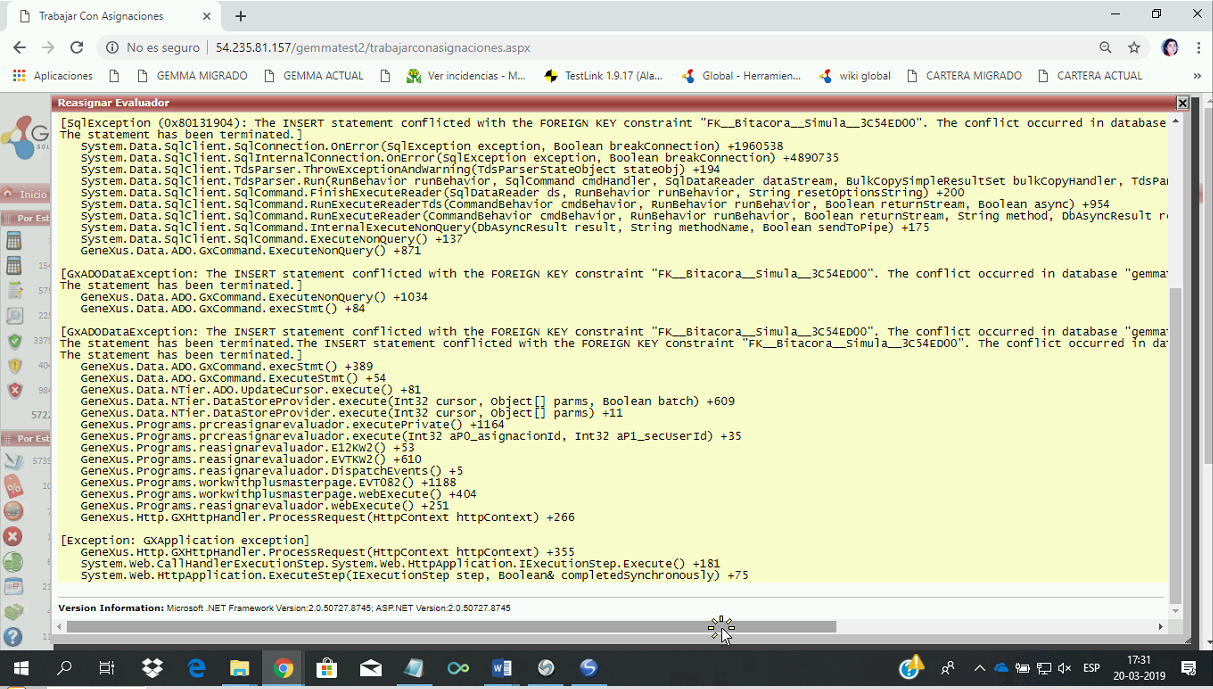 Trabajar Con Asignaciones
No es seguro | 54.235.81.157/gemmatest2/trabajarconasignaciones.aspx
Aplicaciones GEMMA MIGRADO GEMMA ACTUAL Ver incidencias - M... TestLink 1.9.17 (Ala... Global - Herramien... wiki global CARTERA MIGRADO CARTERA ACTUAL »
Reasignar Evaluador
[SqlException (0x80131904): The INSERT statement conflicted with the FOREIGN KEY constraint "FK__Bitacora__Simula__3C54ED00". The conflict occurred in database
The statement has been terminated.]
System.Data.SqlClient.SqlConnection.OnError(SqlException exception, Boolean breakConnection) +1960538
System.Data.SqlClient.SqlInternalConnection.OnError(SqlException exception, Boolean breakConnection) +4890735
System.Data.SqlClient.TdsParser.ThrowExceptionAndWarning(TdsParserStateObject stateObj) +194
System.Data.SqlClient.TdsParser.Run(RunBehavior runBehavior, SqlCommand cmdHandler, SqlDataReader dataStream, BulkCopySimpleResultSet bulkCopyHandler, TdsPa
System.Data.SqlClient.SqlCommand.FinishExecuteReader(SqlDataReader ds, RunBehavior runBehavior, String resetOptionsString) +200
System.Data.SqlClient.SqlCommand.RunExecuteReaderTds(CommandBehavior cmdBehavior, RunBehavior runBehavior, Boolean returnStream, Boolean async) +954
System.Data.SqlClient.SqlCommand.RunExecuteReader(CommandBehavior cmdBehavior, RunBehavior runBehavior, Boolean returnStream, String method, DbAsyncResult re
System.Data.SqlClient.SqlCommand.InternalExecuteNonQuery(DbAsyncResult result, String methodName, Boolean sendToPipe) +175
System.Data.SqlClient.SqlCommand.ExecuteNonQuery() +137
GeneXus.Data.ADO.GxCommand.ExecuteNonQuery() +871
[GxADODataException: The INSERT statement conflicted with the FOREIGN KEY constraint "FK__Bitacora__Simula__3C54ED00". The conflict occurred in database "gemma
The statement has been terminated.]
GeneXus.Data.ADO.GxCommand.ExecuteNonQuery() +1034
GeneXus.Data.ADO.GxCommand.execStmt() +84
[GxADODataException: The INSERT statement conflicted with the FOREIGN KEY constraint "FK__Bitacora__Simula__3C54ED00". The conflict occurred in database "gemma
The statement has been terminated.The INSERT statement conflicted with the FOREIGN KEY constraint "FK__Bitacora__Simula__3C54ED00". The conflict occurred in da
The statement has been terminated.]
GeneXus.Data.ADO.GxCommand.execStmt() +389
GeneXus.Data.ADO.GxCommand.ExecuteStmt() +54
GeneXus.Data.NTier.ADO.UpdateCursor.execute() +81
GeneXus.Data.NTier.DataStoreProvider.execute(Int32 cursor, Object[] parms, Boolean batch) +609
GeneXus.Data.NTier.DataStoreProvider.execute(Int32 cursor, Object[] parms) +11
GeneXus.Programs.prcreasignarevaluador.executePrivate() +1164
GeneXus.Programs.prcreasignarevaluador.execute(Int32 aP0_asignacionId, Int32 aP1_secUserId) +35
GeneXus.Programs.reasignarevaluador.E12KW2() +53
GeneXus.Programs.reasignarevaluador.EVTKW2() +610
GeneXus.Programs.reasignarevaluador.DispatchEvents() +5
GeneXus.Programs.workwithplusmasterpage.EVT082() +1188
GeneXus.Programs.workwithplusmasterpage.webExecute() +404
GeneXus.Programs.reasignarevaluador.webExecute() +251
GeneXus.Http.GXHttpHandler.ProcessRequest(HttpContext httpContext) +266
[Exception: GXApplication exception]
GeneXus.Http.GXHttpHandler.ProcessRequest(HttpContext httpContext) +355
System.Web.CallHandlerExecutionStep.System.Web.HttpApplication.IExecutionStep.Execute() +181
System.Web.HttpApplication.ExecuteStep(IExecutionStep step, Boolean& completedSynchronously) +75
Version Information: Microsoft .NET Framework Version:2.0.50727.8745; ASP.NET Version:2.0.50727.8745
Inicio
Por Est
5722
Por Est
ESP
17:31
20-03-2019